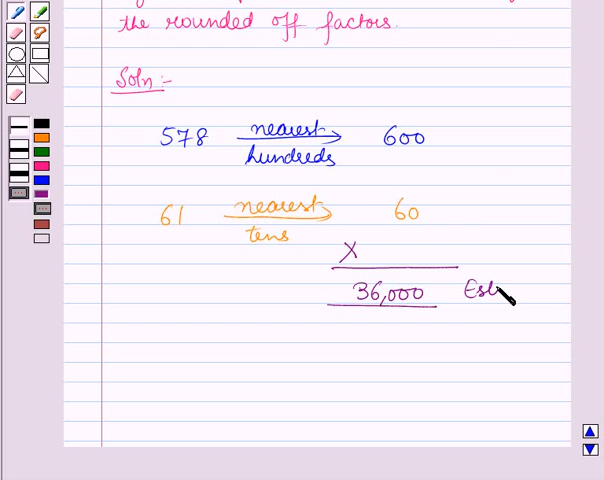 the rounded off factors.
Soln:-
578 nearest hundreds 600
61 nearest tens 60
X
36,000 Est